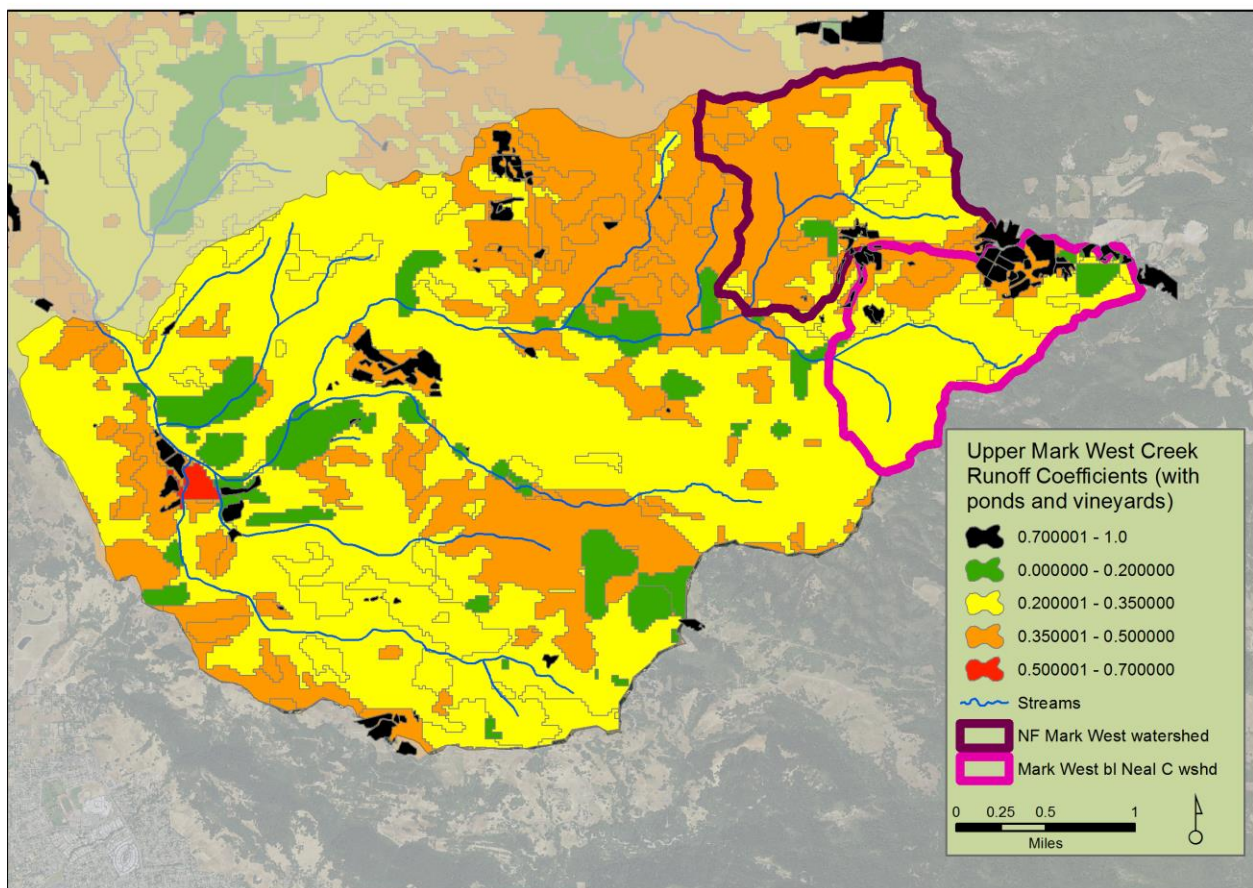 Upper Mark West Creek
Runoff Coefficients (with
ponds and vineyards)
0.700001 - 1.0
0.000000 - 0.200000
0.200001 - 0.350000
0.350001 - 0.500000
0.500001 - 0.700000
Streams
NF Mark West watershed
Mark West bl Neal C wshd
0 0.25 0.5 1
Miles